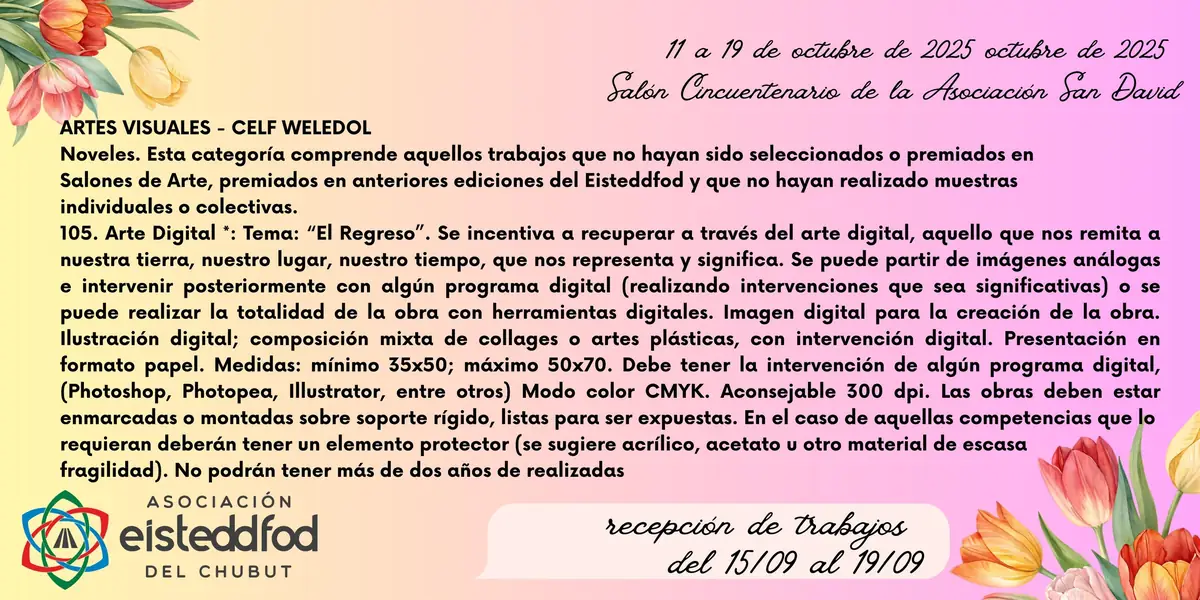 11 a 19 de octubre de 2025 octubre de 2025
Salón Cincuentenario de la Asociación San David
ARTES VISUALES - CELF WELEDOL
Noveles. Esta categoría comprende aquellos trabajos que no hayan sido seleccionados o premiados en
Salones de Arte, premiados en anteriores ediciones del Eisteddfod y que no hayan realizado muestras
individuales o colectivas.
105. Arte Digital *: Tema: “El Regreso”. Se incentiva a recuperar a través del arte digital, aquello que nos remita a
nuestra tierra, nuestro lugar, nuestro tiempo, que nos representa y significa. Se puede partir de imágenes análogas
e intervenir posteriormente con algún programa digital (realizando intervenciones que sea significativas) o se
puede realizar la totalidad de la obra con herramientas digitales. Imagen digital para la creación de la obra.
Ilustración digital; composición mixta de collages o artes plásticas, con intervención digital. Presentación en
formato papel. Medidas: mínimo 35x50; máximo 50x70. Debe tener la intervención de algún programa digital,
(Photoshop, Photopea, Illustrator, entre otros) Modo color CMYK. Aconsejable 300 dpi. Las obras deben estar
enmarcadas o montadas sobre soporte rígido, listas para ser expuestas. En el caso de aquellas competencias que lo
requieran deberán tener un elemento protector (se sugiere acrílico, acetato u otro material de escasa
fragilidad). No podrán tener más de dos años de realizadas
ASOCIACIÓN
eisteddfod
DEL CHUBUT
recepción de trabajos
del 15/09 al 19/09